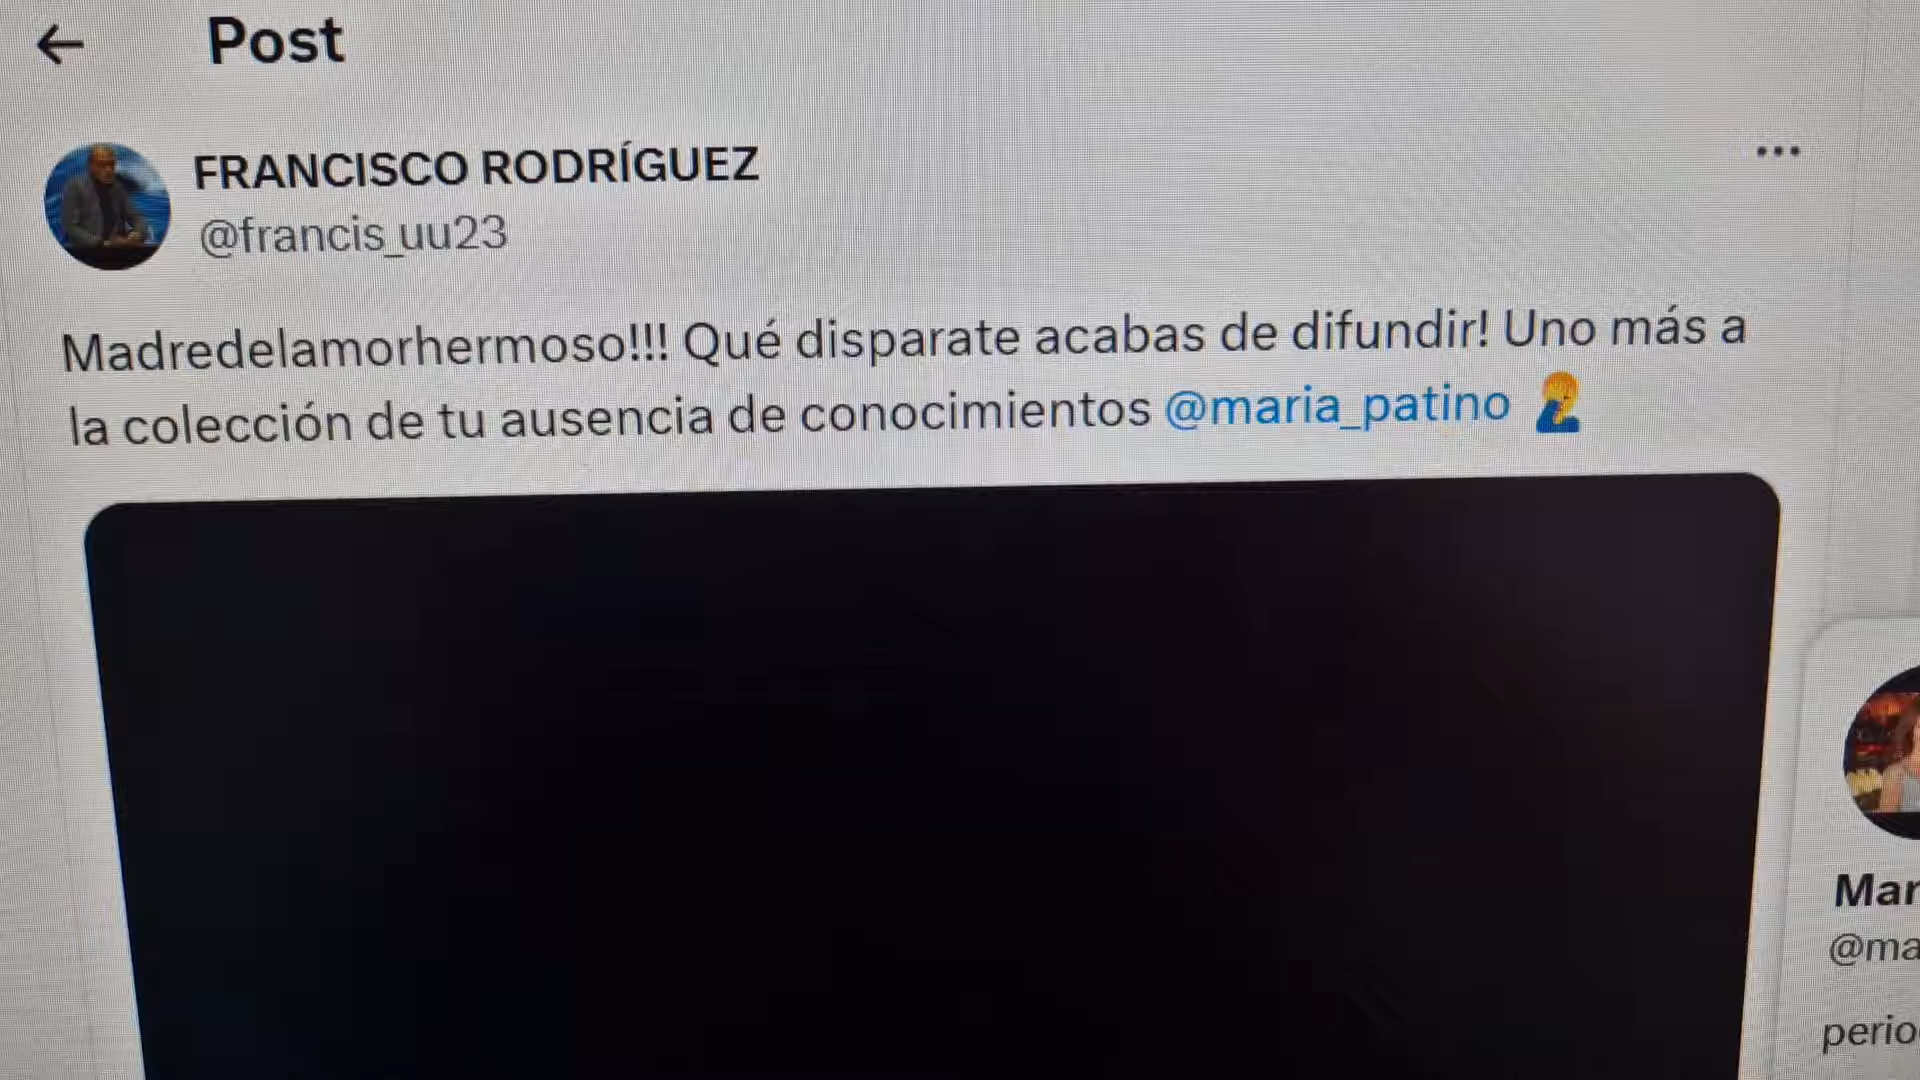 Post
FRANCISCO RODRÍGUEZ
@francis_uu23
Madredelamorhermoso!!! Qué disparate acabas de difundir! Uno más a
la colección de tu ausencia de conocimientos @maria_patino 🤦‍♂️
Mar
@ma
perio